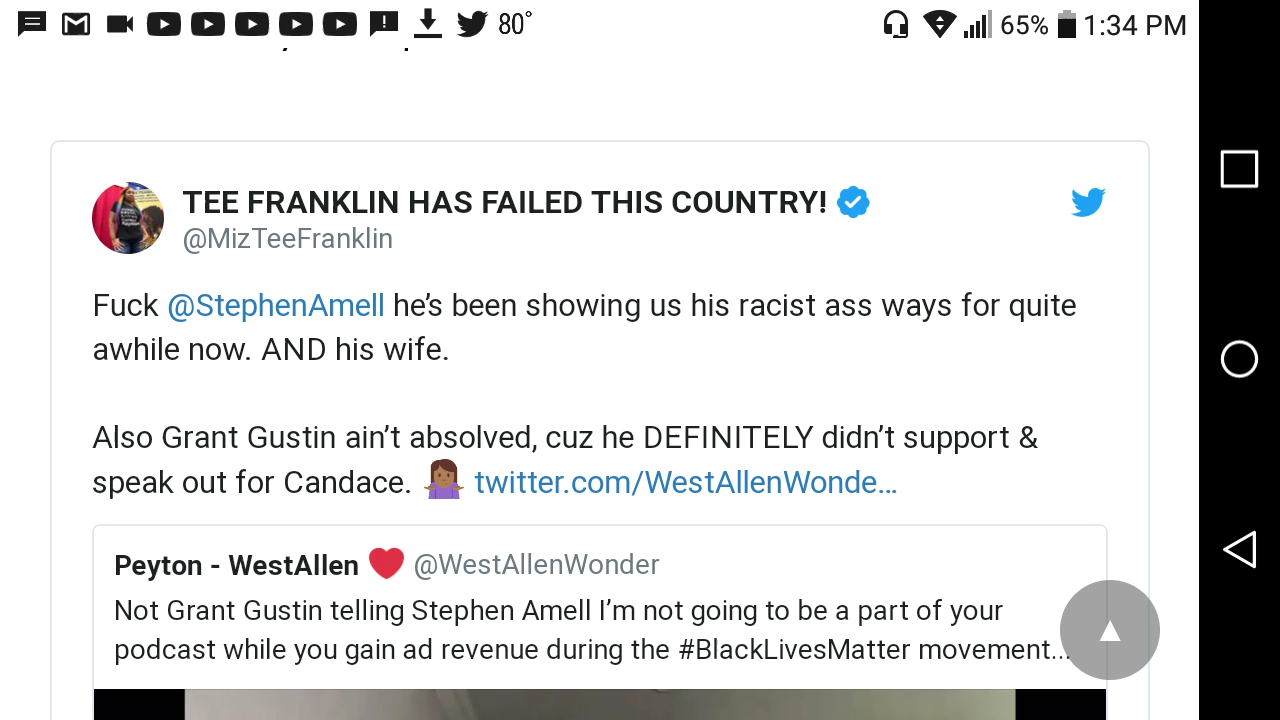 80°
65% 1:34 PM
TEE FRANKLIN HAS FAILED THIS COUNTRY!
@MizTeeFranklin
Fuck @StephenAmell he’s been showing us his racist ass ways for quite
awhile now. AND his wife.
Also Grant Gustin ain’t absolved, cuz he DEFINITELY didn’t support &
speak out for Candace. 🤷🏾‍♀️ twitter.com/WestAllenWonde…
Peyton - WestAllen ❤️ @WestAllenWonder
Not Grant Gustin telling Stephen Amell I’m not going to be a part of your
podcast while you gain ad revenue during the #BlackLivesMatter movement...